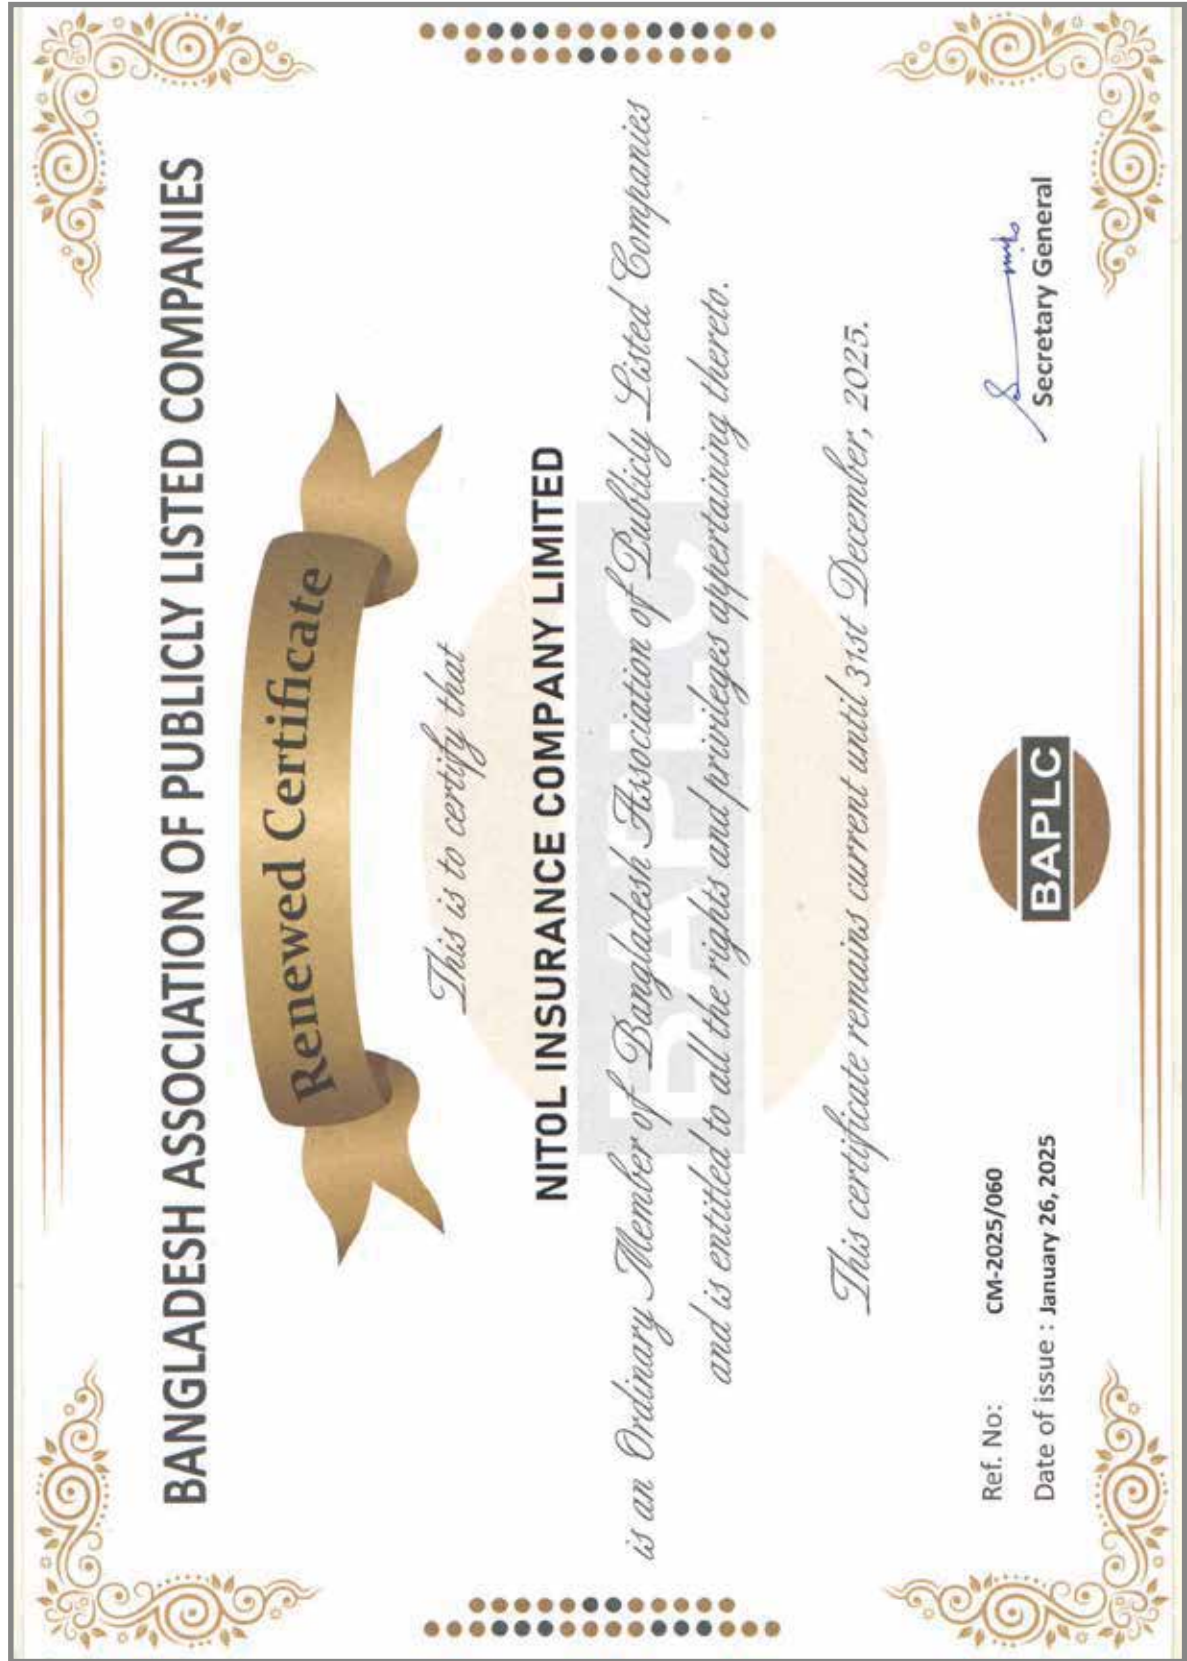 BANGLADESH ASSOCIATION OF PUBLICLY LISTED COMPANIES
Renewed Certificate
This is to certify that
NITOL INSURANCE COMPANY LIMITED
is an Ordinary Member of Bangladesh Association of Publicly Listed Companies
and is entitled to all the rights and privileges appertaining thereto.
This certificate remains current until 31st December, 2025.
BAPLC
Ref. No: CM-2025/060
Date of issue : January 26, 2025
BAPLC
Secretary General